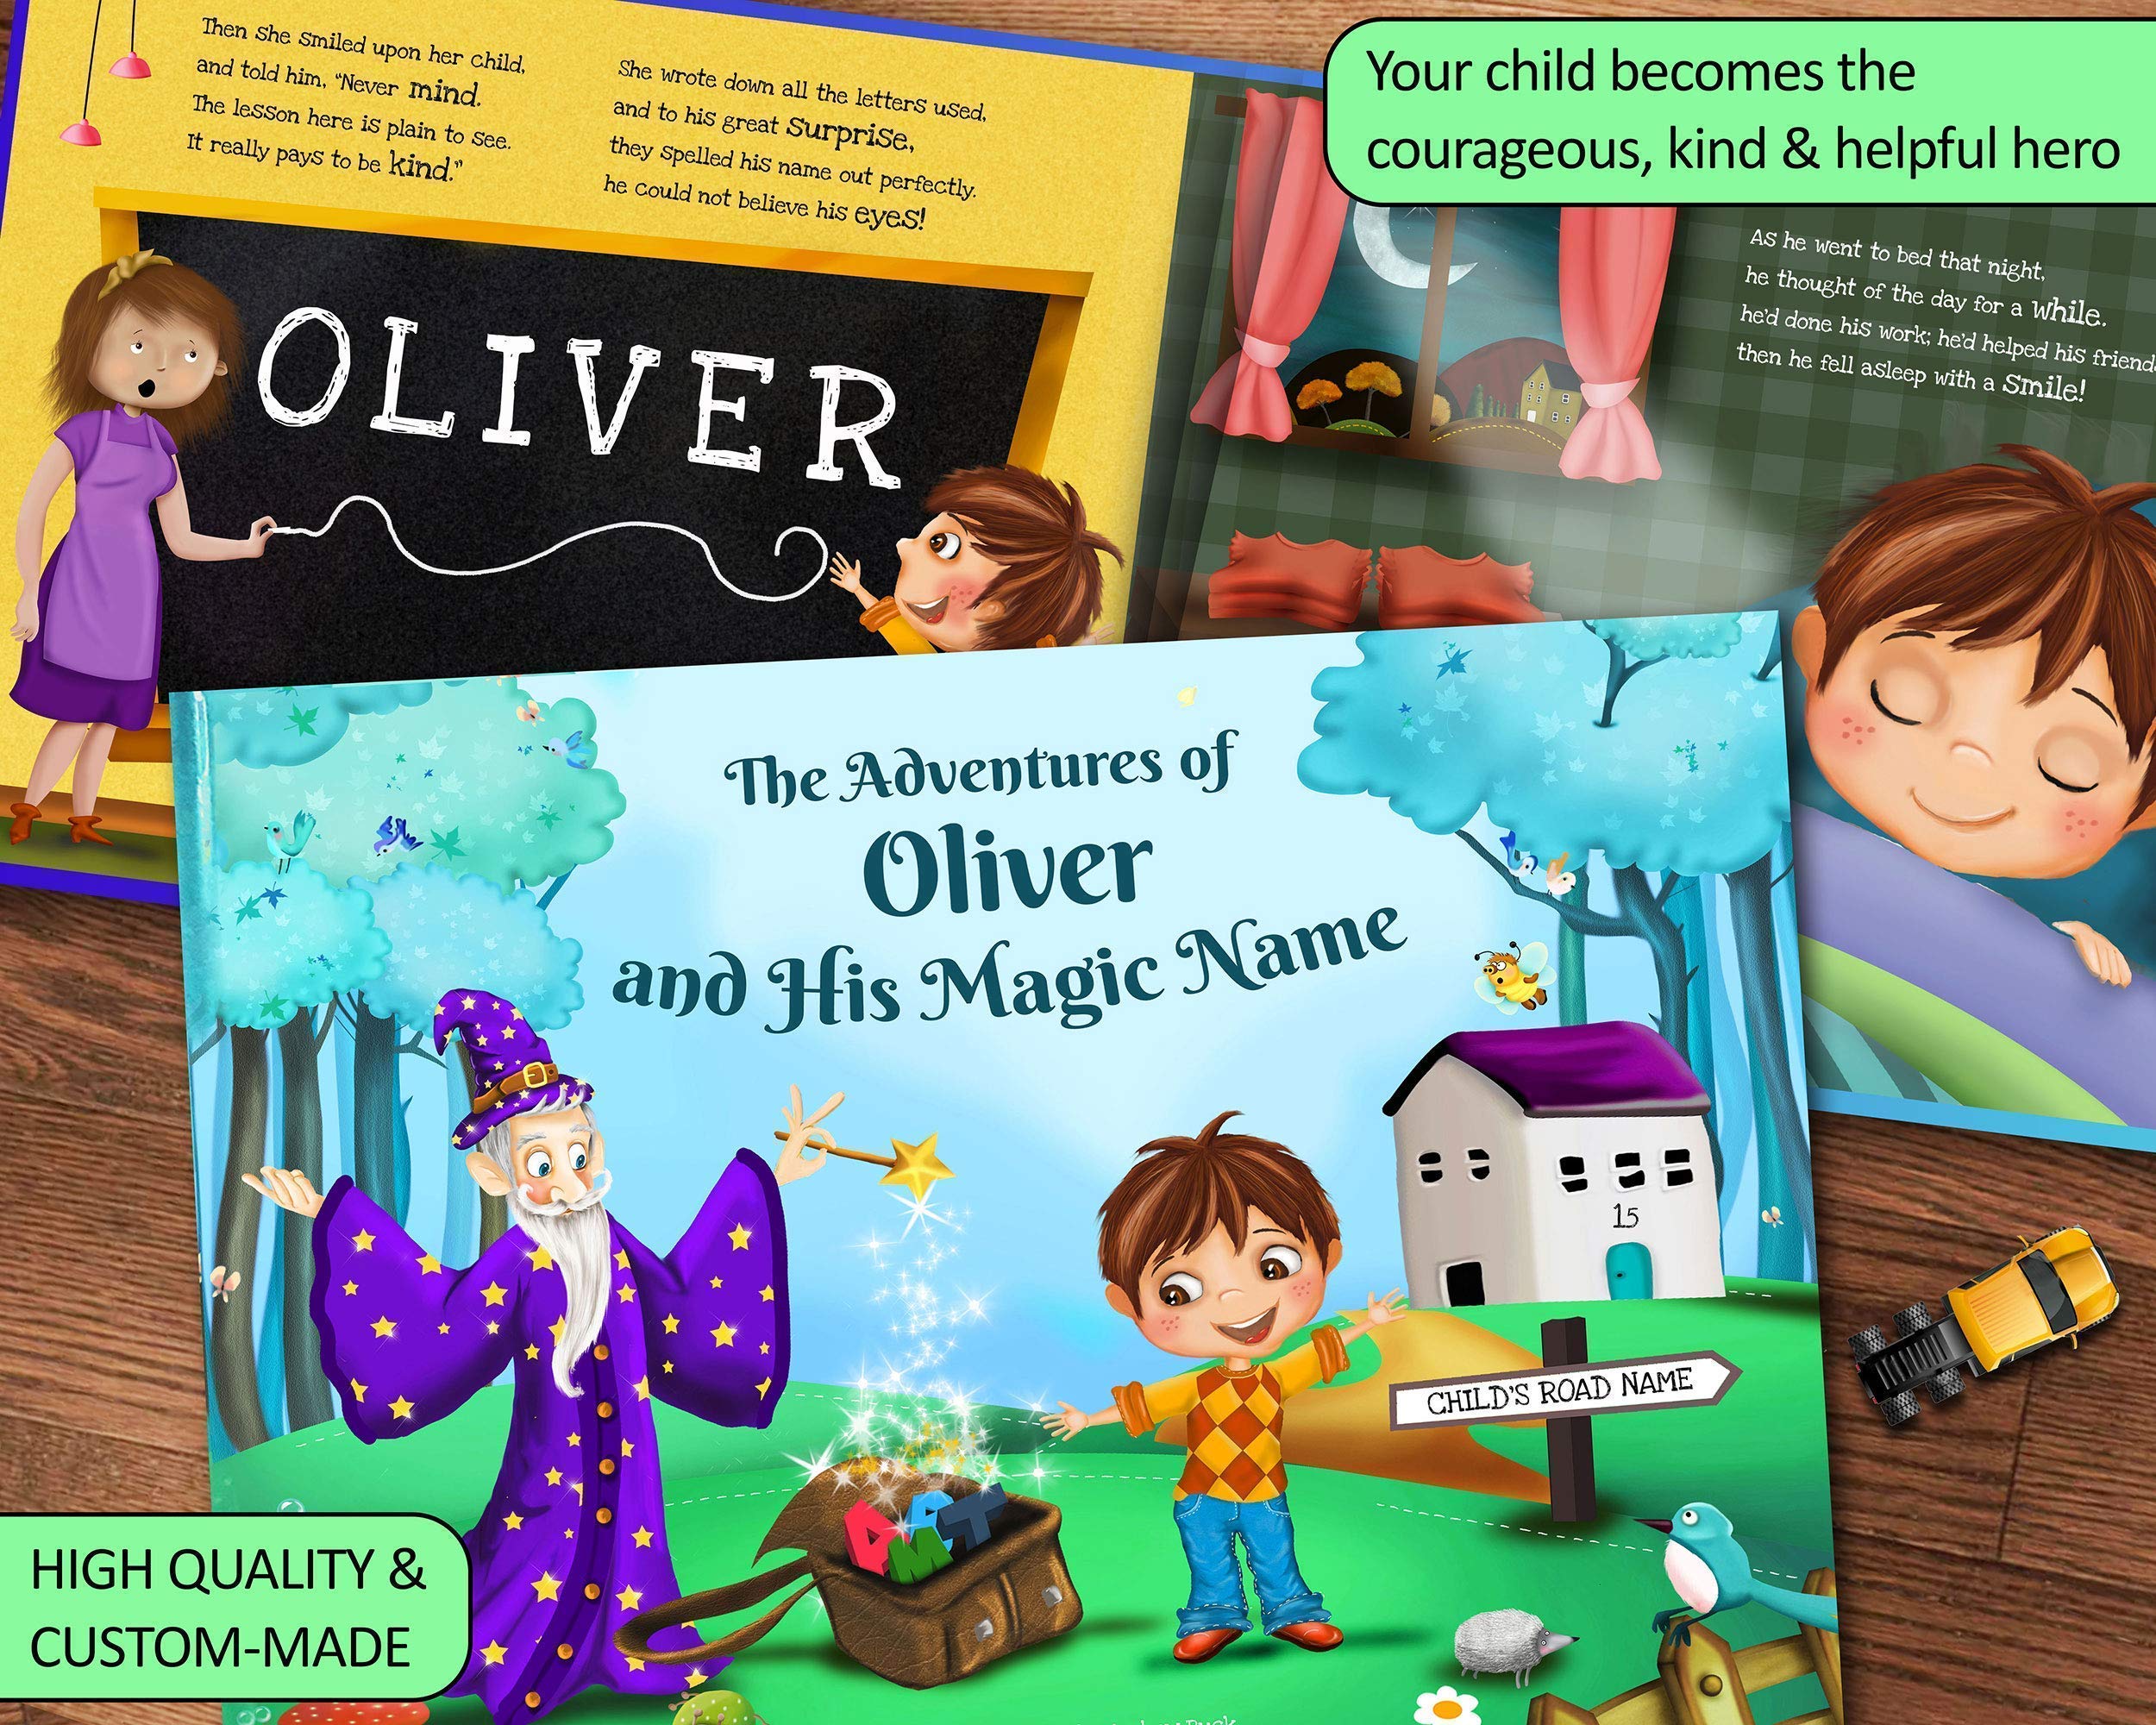 Then she smiled upon her child,
and told him, “Never mind.
The lesson here is plain to see.
It really pays to be kind.”
She wrote down all the letters used,
and to his great surprise,
they spelled his name out perfectly.
he could not believe his eyes!
OLIVER
Your child becomes the
courageous, kind & helpful hero
As he went to bed that night,
he thought of the day for a while.
he'd done his work; he'd helped his friend
then he fell asleep with a smile!
The Adventures of
Oliver
and His Magic Name
15
CHILD'S ROAD NAME
A M T
HIGH QUALITY &
CUSTOM-MADE